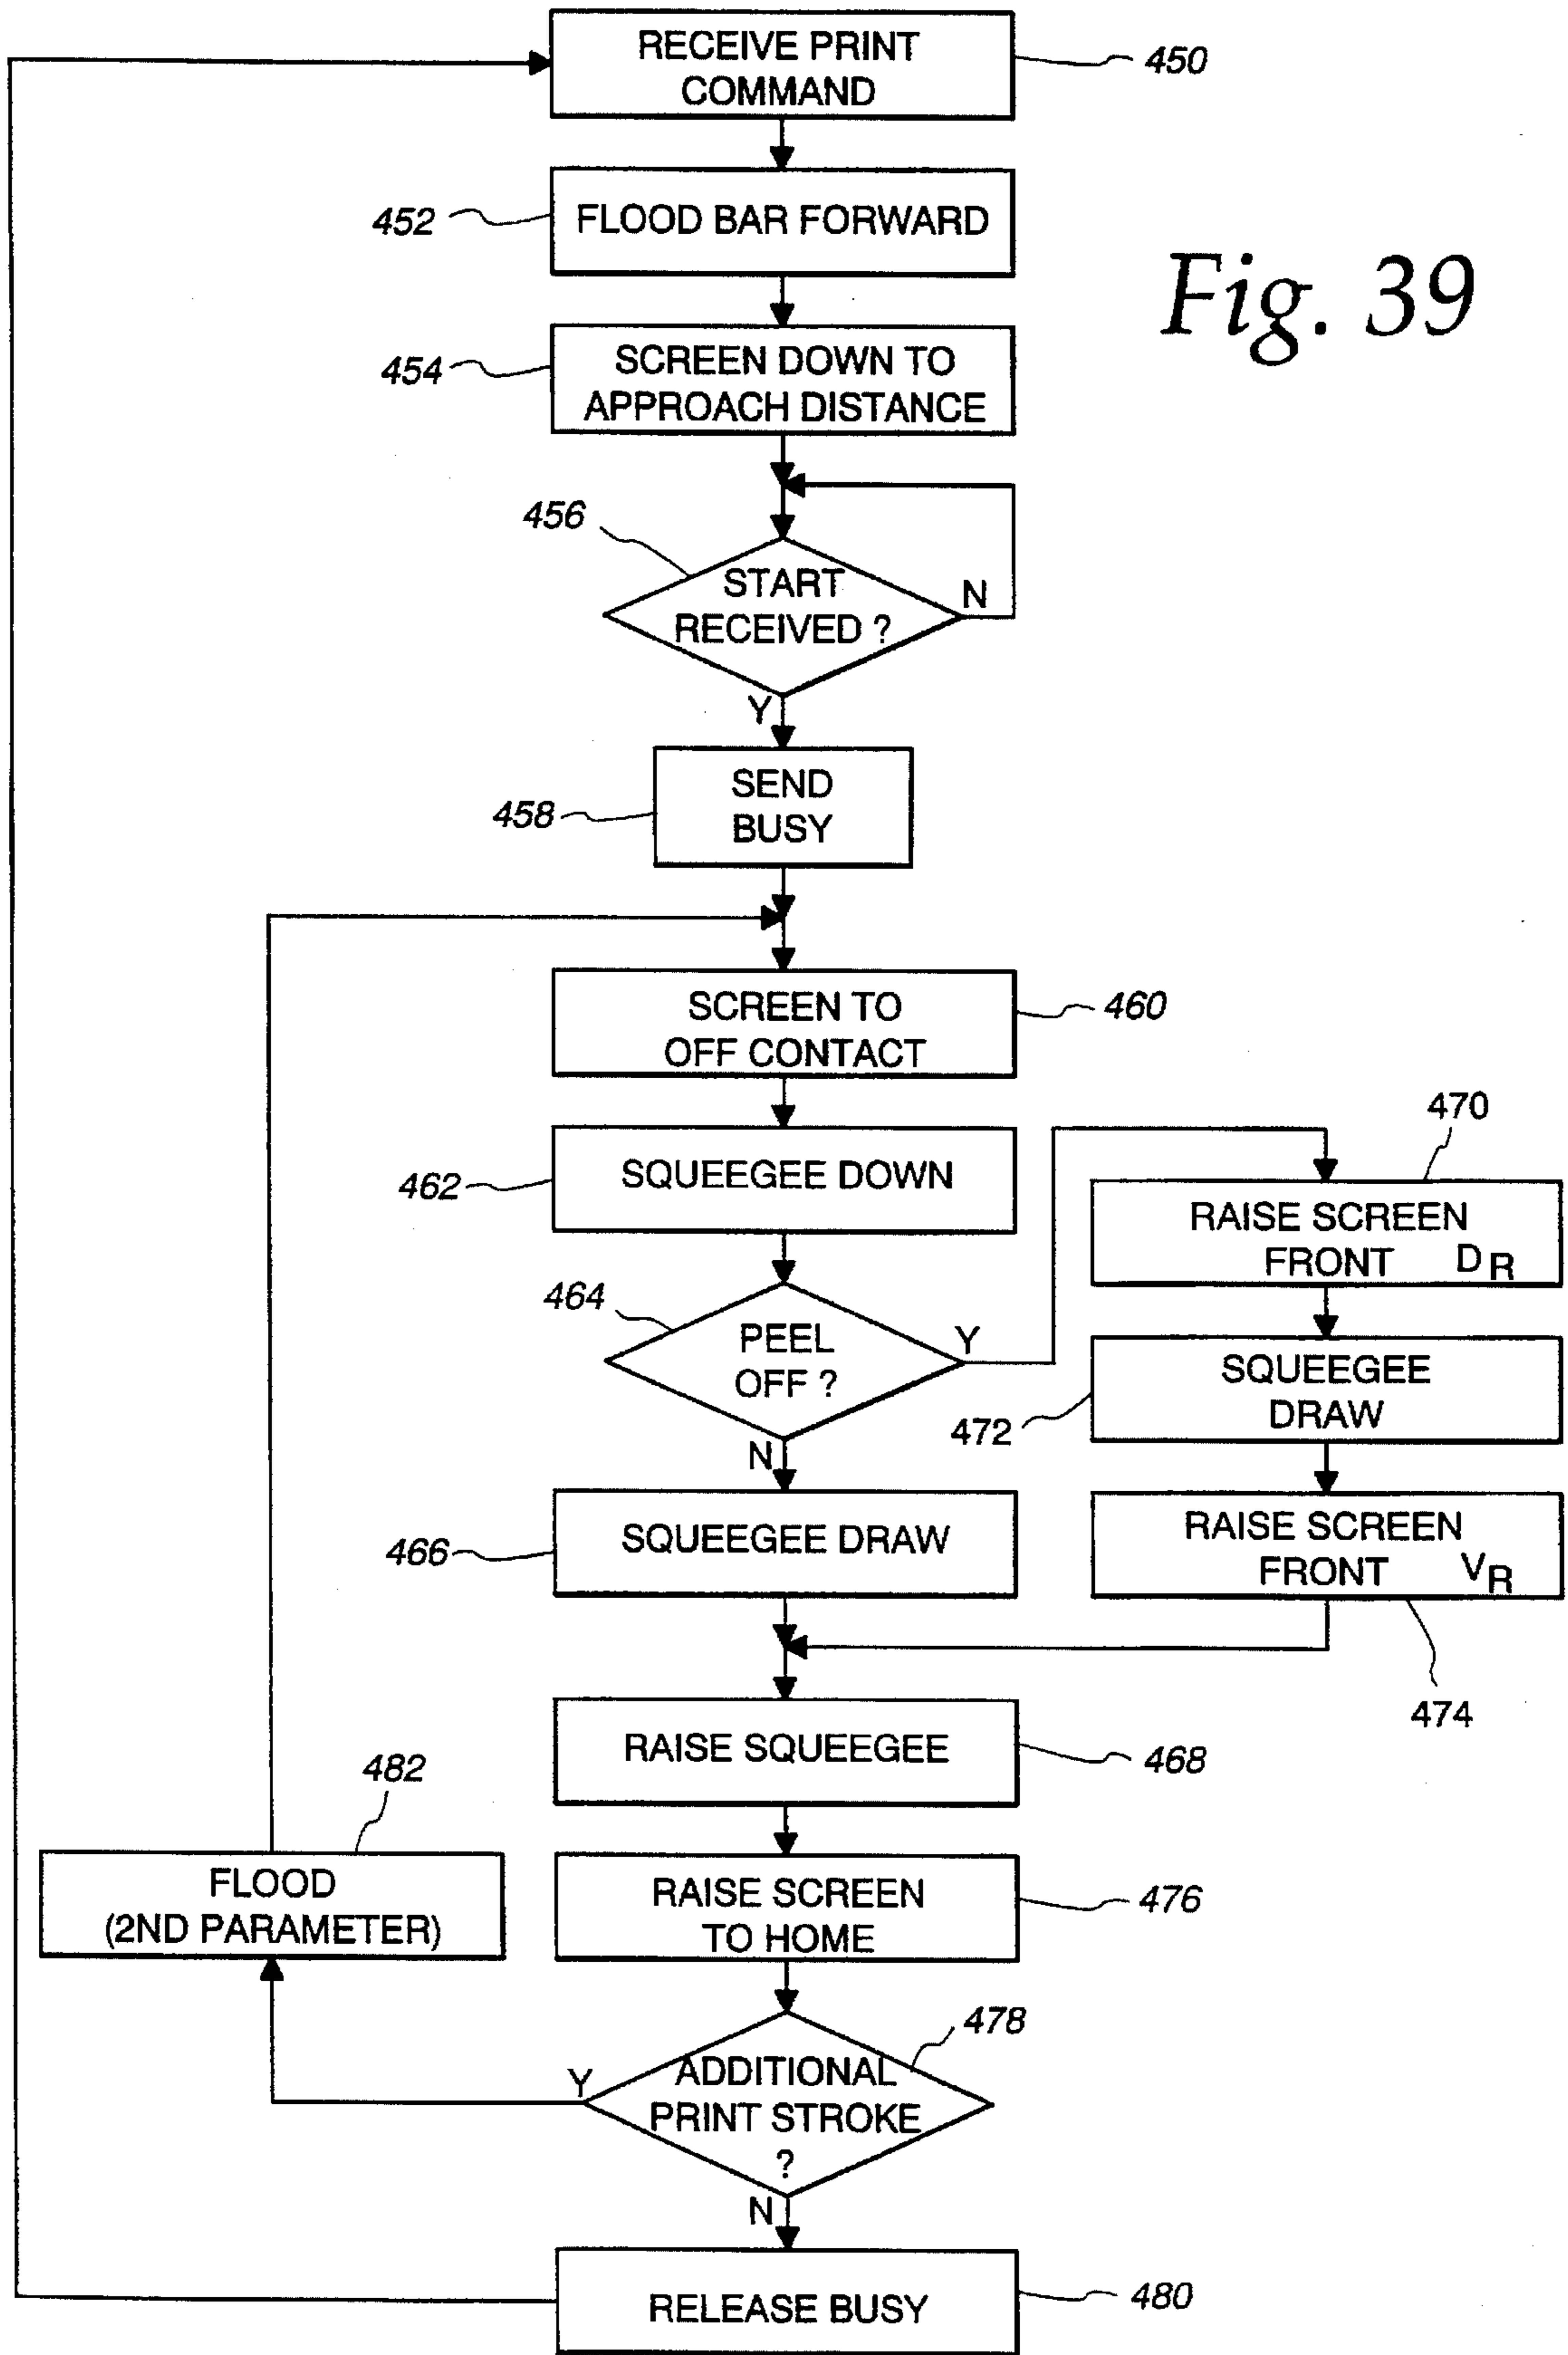 RECEIVE PRINT
COMMAND
450
452
FLOOD BAR FORWARD
Fig. 39
454
SCREEN DOWN TO
APPROACH DISTANCE
456
START
RECEIVED ?
N
Y
458
SEND
BUSY
SCREEN TO
OFF CONTACT
460
462
SQUEEGEE DOWN
470
RAISE SCREEN
FRONT DR
464
PEEL
OFF ?
Y
N
472
SQUEEGEE
DRAW
466
SQUEEGEE DRAW
RAISE SCREEN
FRONT VR
474
RAISE SQUEEGEE
468
482
FLOOD
(2ND PARAMETER)
RAISE SCREEN
TO HOME
476
478
Y
ADDITIONAL
PRINT STROKE
?
N
RELEASE BUSY
480